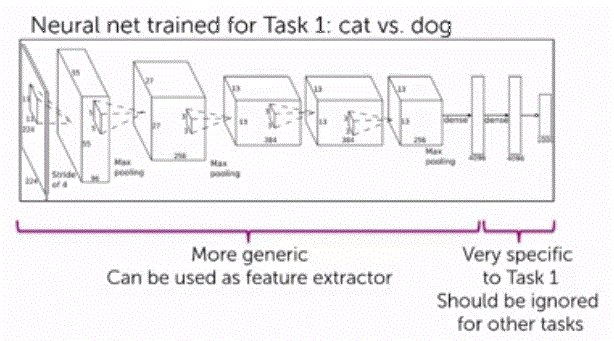 Neural net trained for Task 1: cat vs. dog
55
27
13
13
13
11
5
3
3
3
11
5
3
3
3
224
55
27
13
13
13
dense
dense
384
384
256
256
Max
pooling
4096
4096
Stride
of 4
96
Max
pooling
Max
pooling
224
More generic
Can be used as feature extractor
Very specific
to Task 1
Should be ignored
for other tasks